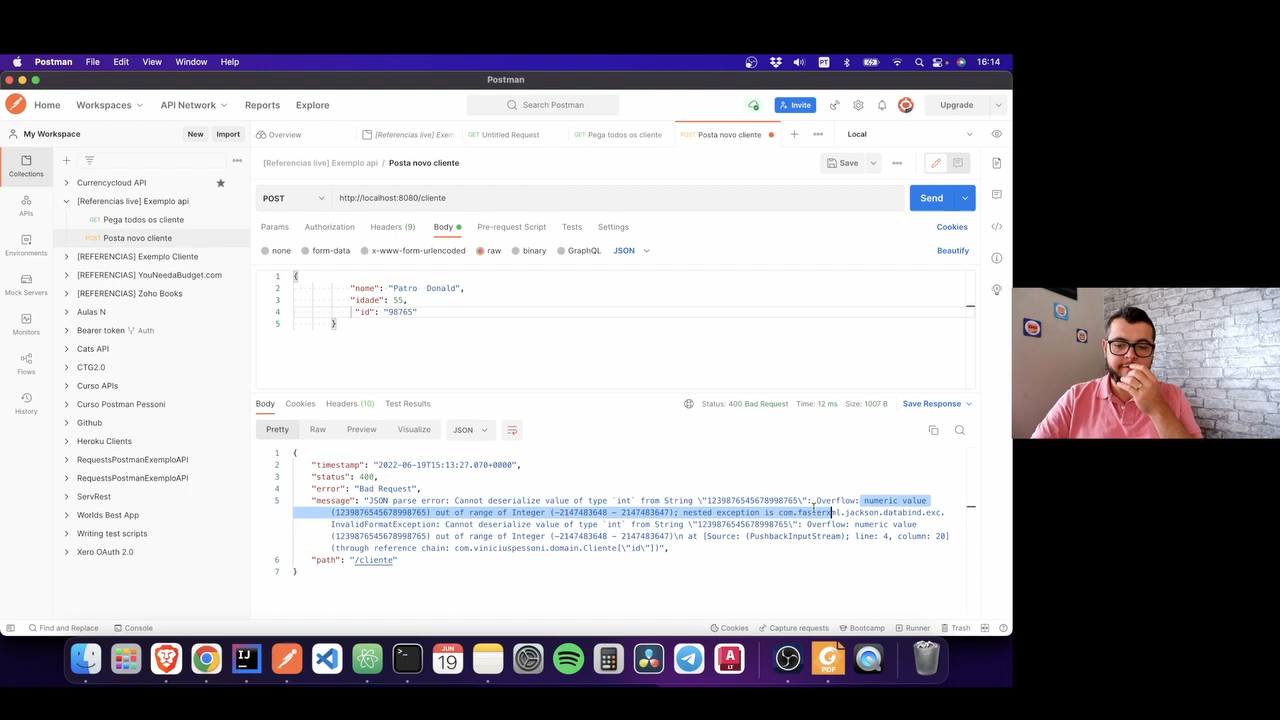 Postman File Edit View Window Help PT 16:14
Postman
Home Workspaces API Network Reports Explore Search Postman Invite Upgrade
My Workspace New Import Overview [Referencias live] Exem GET Untitled Request GET Pega todos os cliente POST Posta novo cliente Local
Collections
APIs
Environments
Mock Servers
Monitors
Flows
History
Currencycloud API
[Referencias live] Exemplo api
GET Pega todos os cliente
POST Posta novo cliente
[REFERENCIAS] Exemplo Cliente
[REFERENCIAS] YouNeedaBudget.com
[REFERENCIAS] Zoho Books
Aulas N
Bearer token Auth
Cats API
CTG2.0
Curso APIs
Curso Postman Pessoni
Github
Heroku Clients
RequestsPostmanExemploAPI
RequestsPostmanExemploAPI
ServRest
Worlds Best App
Writing test scripts
Xero OAuth 2.0
[Referencias live] Exemplo api / Posta novo cliente Save
POST http://localhost:8080/cliente Send
Params Authorization Headers (9) Body Pre-request Script Tests Settings Cookies
none form-data x-www-form-urlencoded raw binary GraphQL JSON Beautify
1 {
2 "nome": "Patro Donald",
3 "idade": 55,
4 "id": "98765"
5 }
Body Cookies Headers (10) Test Results Status: 400 Bad Request Time: 12 ms Size: 1007 B Save Response
Pretty Raw Preview Visualize JSON
1 {
2 "timestamp": "2022-06-19T15:13:27.070+0000",
3 "status": 400,
4 "error": "Bad Request",
5 "message": "JSON parse error: Cannot deserialize value of type `int` from String \"1239876545678998765\": Overflow: numeric value
(1239876545678998765) out of range of Integer (-2147483648 - 2147483647); nested exception is com.fasterxml.jackson.databind.exc.
InvalidFormatException: Cannot deserialize value of type `int` from String \"1239876545678998765\": Overflow: numeric value
(1239876545678998765) out of range of Integer (-2147483648 - 2147483647)\n at [Source: (PushbackInputStream); line: 4, column: 20]
(through reference chain: com.viniciuspessoni.domain.Cliente[\"id\"])",
6 "path": "/cliente"
7 }
Find and Replace Console Cookies Capture requests Bootcamp Runner Trash
JUN
19